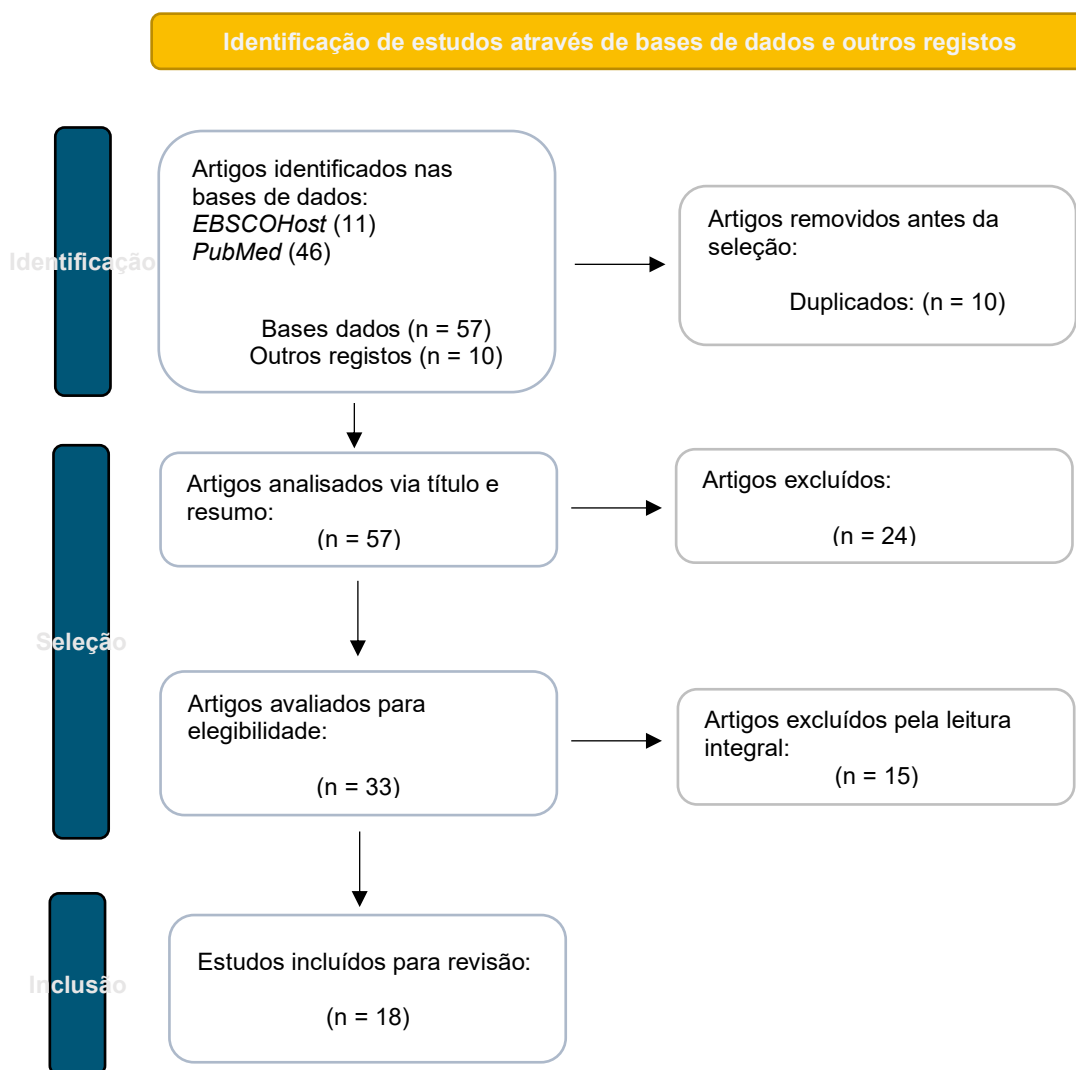 Identificação de estudos através de bases de dados e outros registos
Identificação
Artigos identificados nas
bases de dados:
EBSCOHost (11)
PubMed (46)
Bases dados (n = 57)
Outros registos (n = 10)
Artigos removidos antes da
seleção:
Duplicados: (n = 10)
Seleção
Artigos analisados via título e
resumo:
(n = 57)
Artigos excluídos:
(n = 24)
Artigos avaliados para
elegibilidade:
(n = 33)
Artigos excluídos pela leitura
integral:
(n = 15)
Inclusão
Estudos incluídos para revisão:
(n = 18)